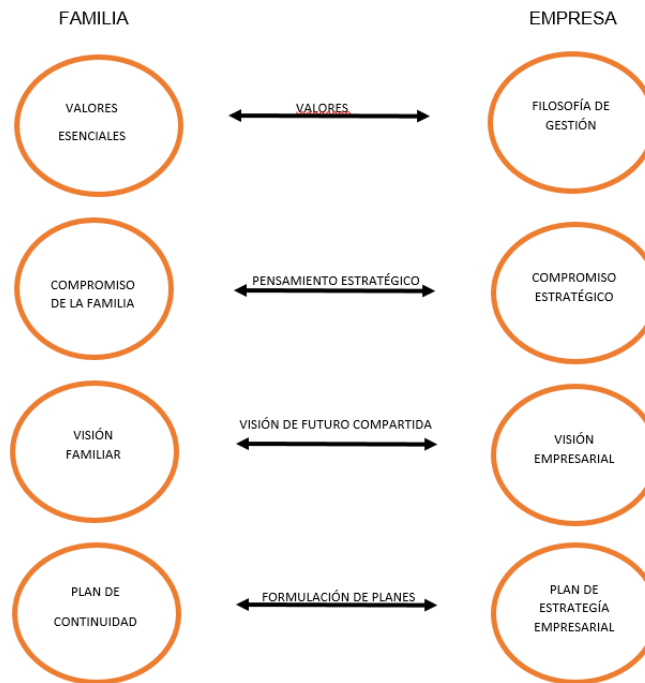 FAMILIA
EMPRESA
VALORES
ESENCIALES
VALORES
FILOSOFÍA DE
GESTIÓN
COMPROMISO
DE LA FAMILIA
PENSAMIENTO ESTRATÉGICO
COMPROMISO
ESTRATÉGICO
VISIÓN
FAMILIAR
VISIÓN DE FUTURO COMPARTIDA
VISIÓN
EMPRESARIAL
PLAN DE
CONTINUIDAD
FORMULACIÓN DE PLANES
PLAN DE
ESTRATEGÍA
EMPRESARIAL